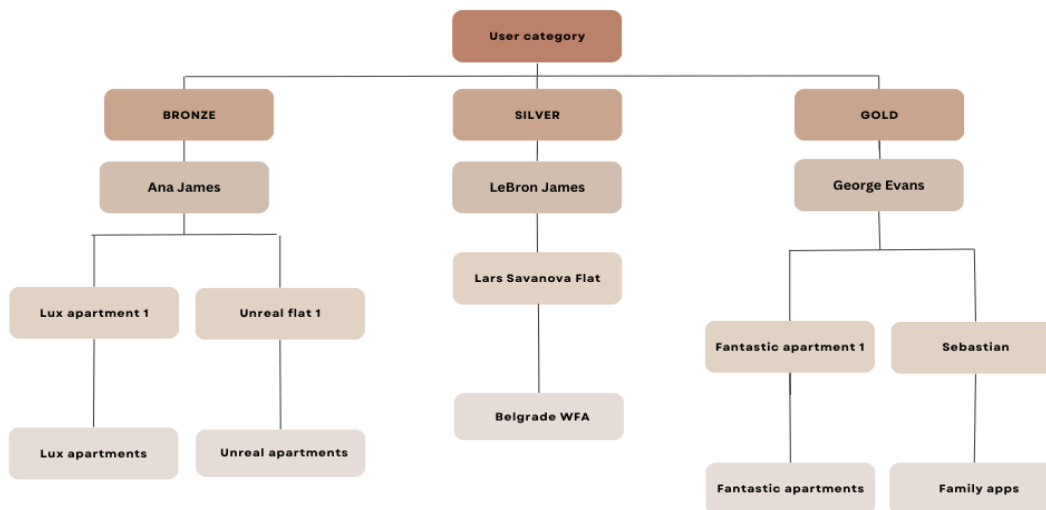 User category
BRONZE
SILVER
GOLD
Ana James
LeBron James
George Evans
Lars Savanova Flat
Lux apartment 1
Unreal flat 1
Fantastic apartment 1
Sebastian
Belgrade WFA
Lux apartments
Unreal apartments
Fantastic apartments
Family apps